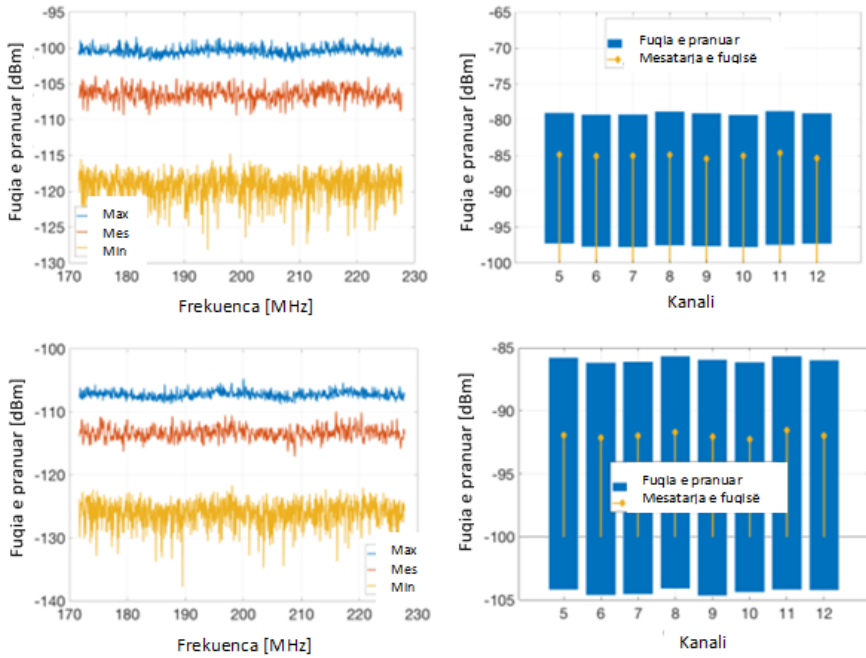 Fuqia e pranuar [dBm]
-95
-100
-105
-110
-115
-120
-125
-130
Max
Mes
Min
170 180 190 200 210 220 230
Frekuenca [MHz]
Fuqia e pranuar [dBm]
-65
-70
-75
-80
-85
-90
-95
-100
Fuqia e pranuar
Mesatarja e fuqisë
5 6 7 8 9 10 11 12
Kanali
Fuqia e pranuar [dBm]
-100
-110
-120
-130
-140
Max
Mes
Min
170 180 190 200 210 220 230
Frekuenca [MHz]
Fuqia e pranuar [dBm]
-85
-90
-95
-100
-105
Fuqia e pranuar
Mesatarja e fuqisë
5 6 7 8 9 10 11 12
Kanali